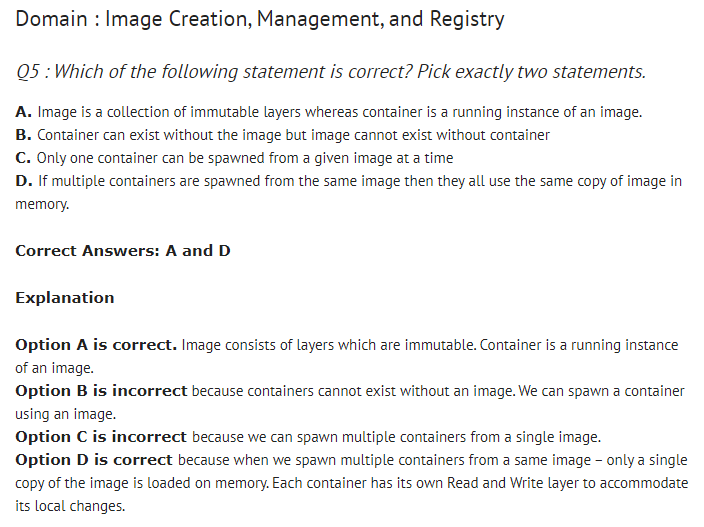 Domain : Image Creation, Management, and Registry
Q5 : Which of the following statement is correct? Pick exactly two statements.
A. Image is a collection of immutable layers whereas container is a running instance of an image.
B. Container can exist without the image but image cannot exist without container
C. Only one container can be spawned from a given image at a time
D. If multiple containers are spawned from the same image then they all use the same copy of image in
memory.
Correct Answers: A and D
Explanation
Option A is correct. Image consists of layers which are immutable. Container is a running instance
of an image.
Option B is incorrect because containers cannot exist without an image. We can spawn a container
using an image.
Option C is incorrect because we can spawn multiple containers from a single image.
Option D is correct because when we spawn multiple containers from a same image – only a single
copy of the image is loaded on memory. Each container has its own Read and Write layer to accommodate
its local changes.